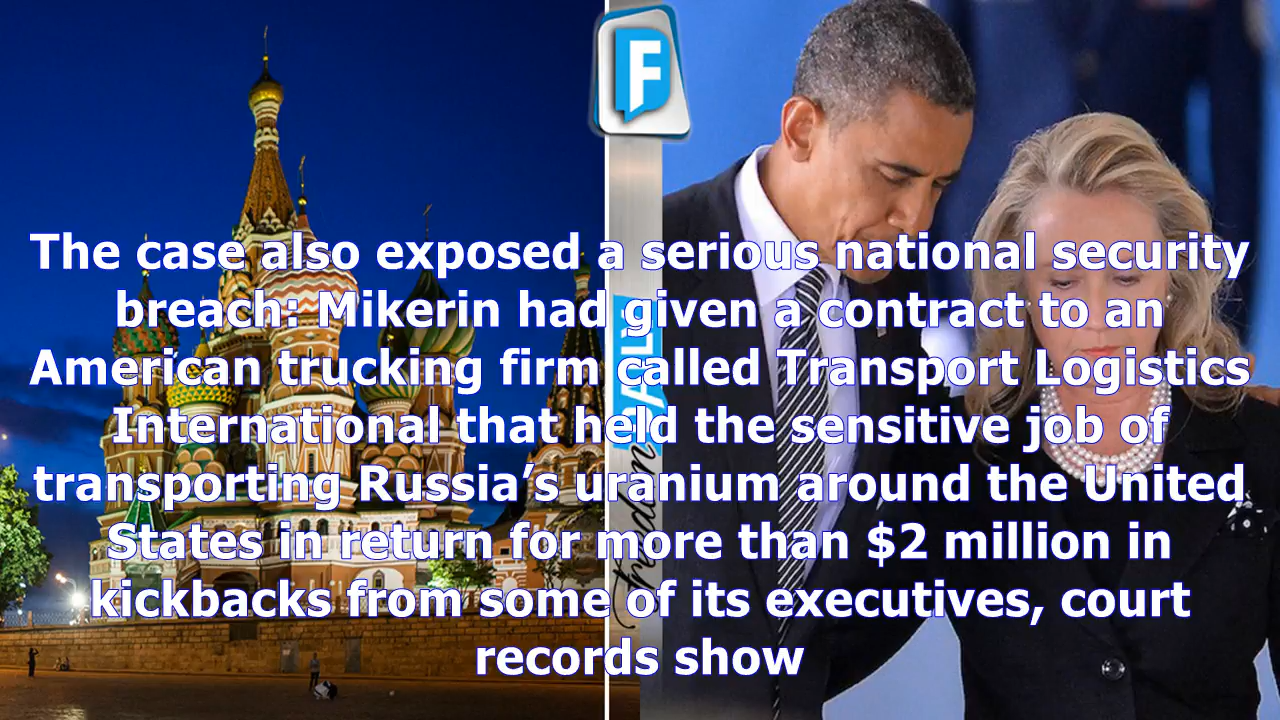 F
The case also exposed a serious national security
breach: Mikerin had given a contract to an
American trucking firm called Transport Logistics
International that held the sensitive job of
transporting Russia’s uranium around the United
States in return for more than $2 million in
kickbacks from some of its executives, court
records show